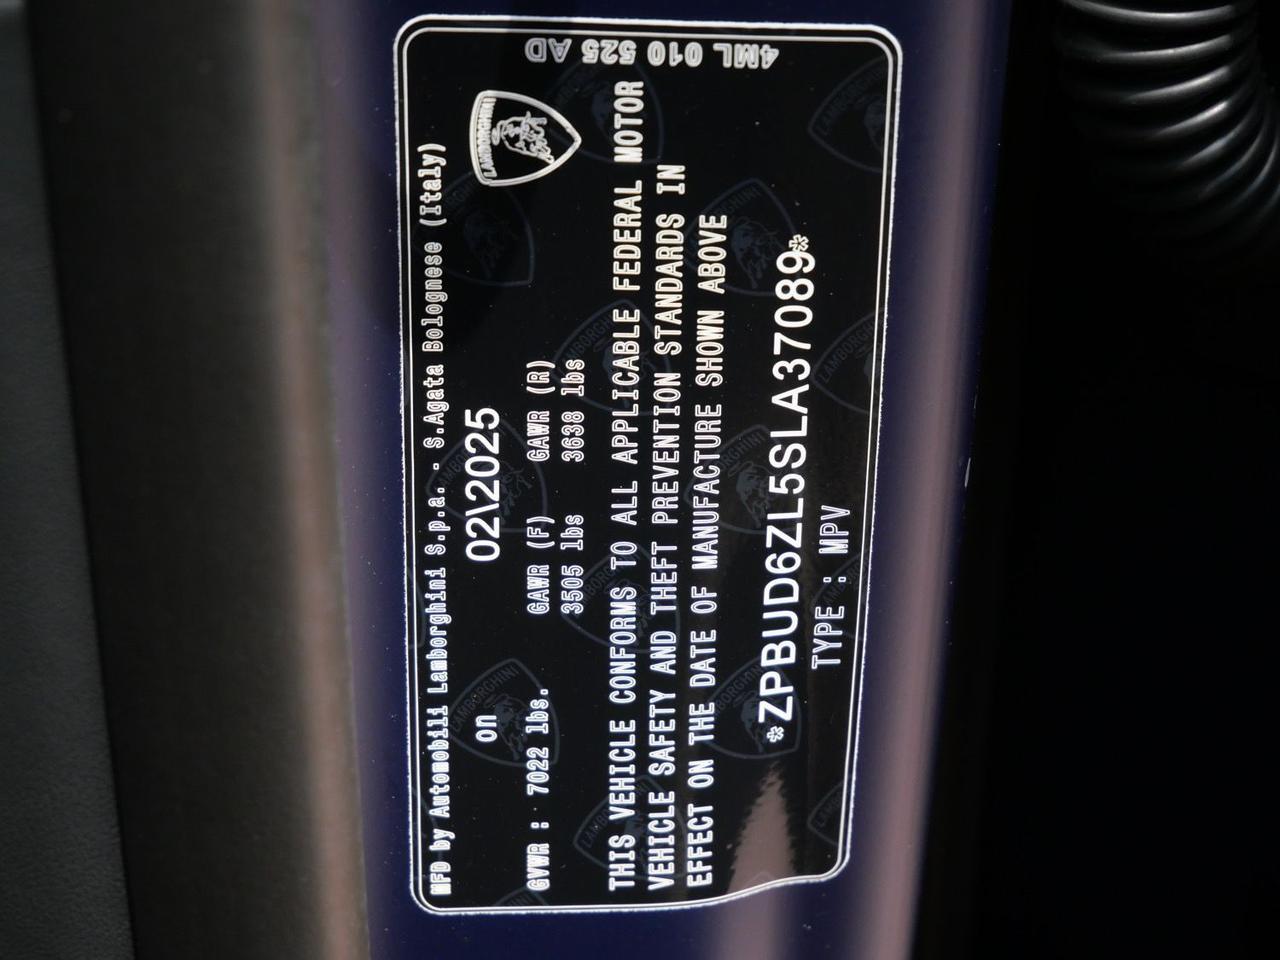 MFD by Automobili Lamborghini S.p.a. - S.Agata Bolognese (Italy)
on 02\2025
GVWR : 7022 lbs. GAWR (F) GAWR (R)
3505 lbs 3638 lbs
THIS VEHICLE CONFORMS TO ALL APPLICABLE FEDERAL MOTOR
VEHICLE SAFETY AND THEFT PREVENTION STANDARDS IN
EFFECT ON THE DATE OF MANUFACTURE SHOWN ABOVE
*ZPBUD6ZL5SLA37089*
TYPE : MPV
4ML 010 525 AD
LAMBORGHINI